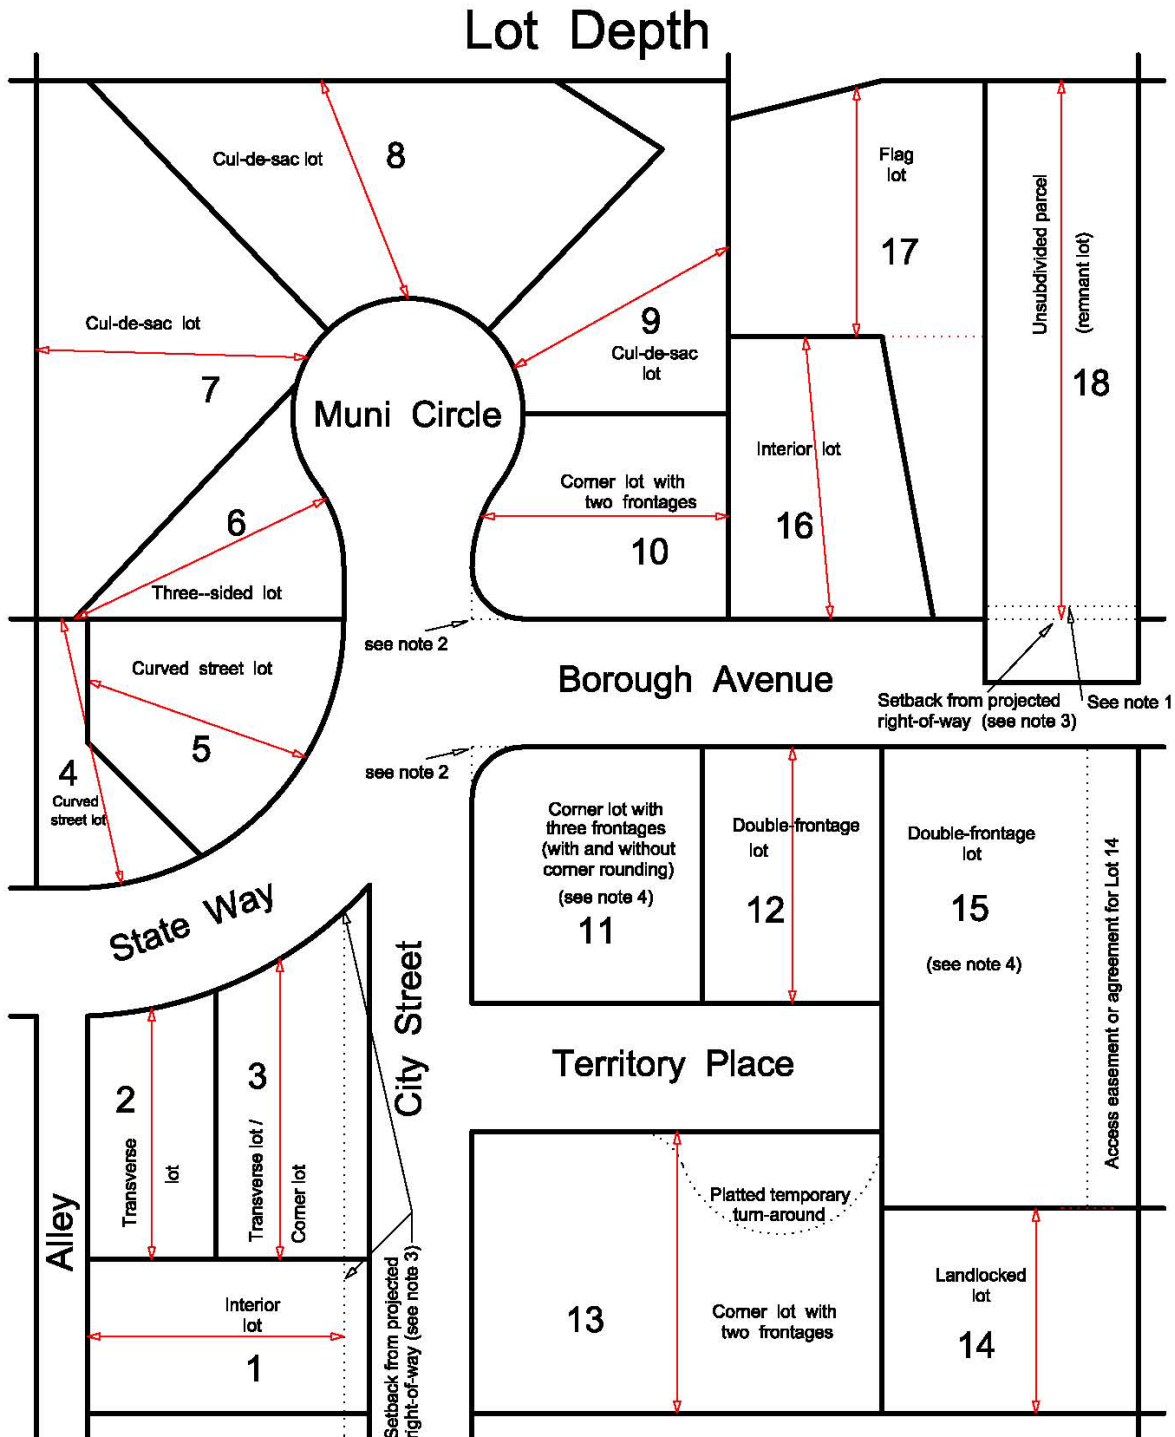 Lot Depth
Cul-de-sac lot
8
Flag
lot
17
Unsubdivided parcel
(remnant lot)
18
Cul-de-sac lot
7
9
Cul-de-sac
lot
Muni Circle
Interior lot
16
Corner lot with
two frontages
10
6
Three--sided lot
see note 2
Curved street lot
5
Borough Avenue
Setback from projected
right-of-way (see note 3)
See note 1
4
Curved
street lot
see note 2
Corner lot with
three frontages
(with and without
corner rounding)
(see note 4)
11
Double-frontage
lot
12
Double-frontage
lot
15
(see note 4)
Access easement or agreement for Lot 14
State Way
City Street
Territory Place
2
Transverse
lot
3
Transverse lot /
Corner lot
Alley
Platted temporary
turn-around
Setback from projected
right-of-way (see note 3)
Interior
lot
1
13
Corner lot with
two frontages
Landlocked
lot
14